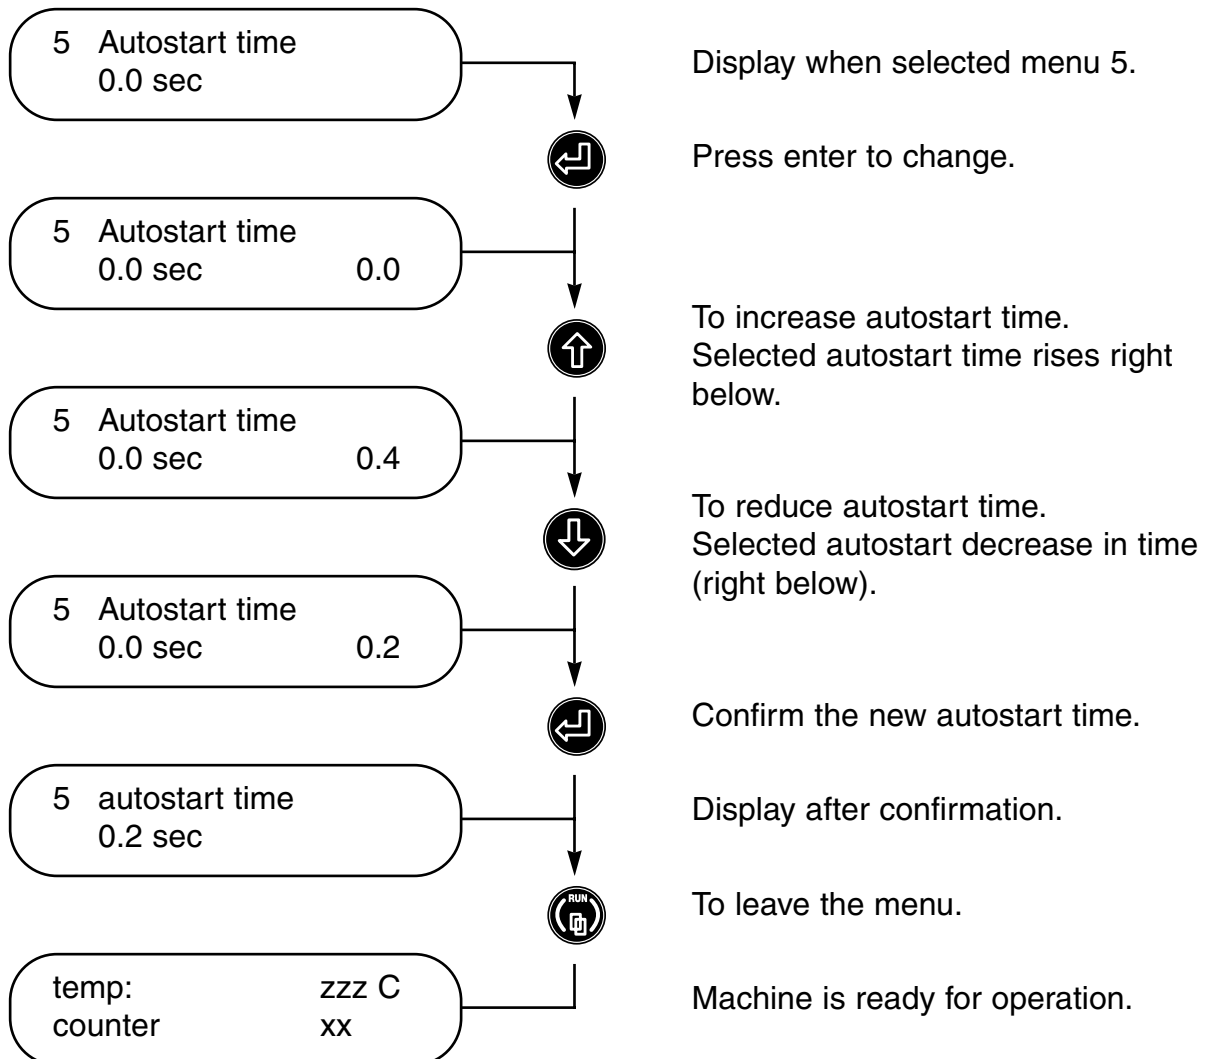 5 Autostart time
0.0 sec
Display when selected menu 5.
Press enter to change.
5 Autostart time
0.0 sec 0.0
To increase autostart time.
Selected autostart time rises right
below.
5 Autostart time
0.0 sec 0.4
To reduce autostart time.
Selected autostart decrease in time
(right below).
5 Autostart time
0.0 sec 0.2
Confirm the new autostart time.
5 autostart time
0.2 sec
Display after confirmation.
RUN
To leave the menu.
temp: zzz C
counter xx
Machine is ready for operation.